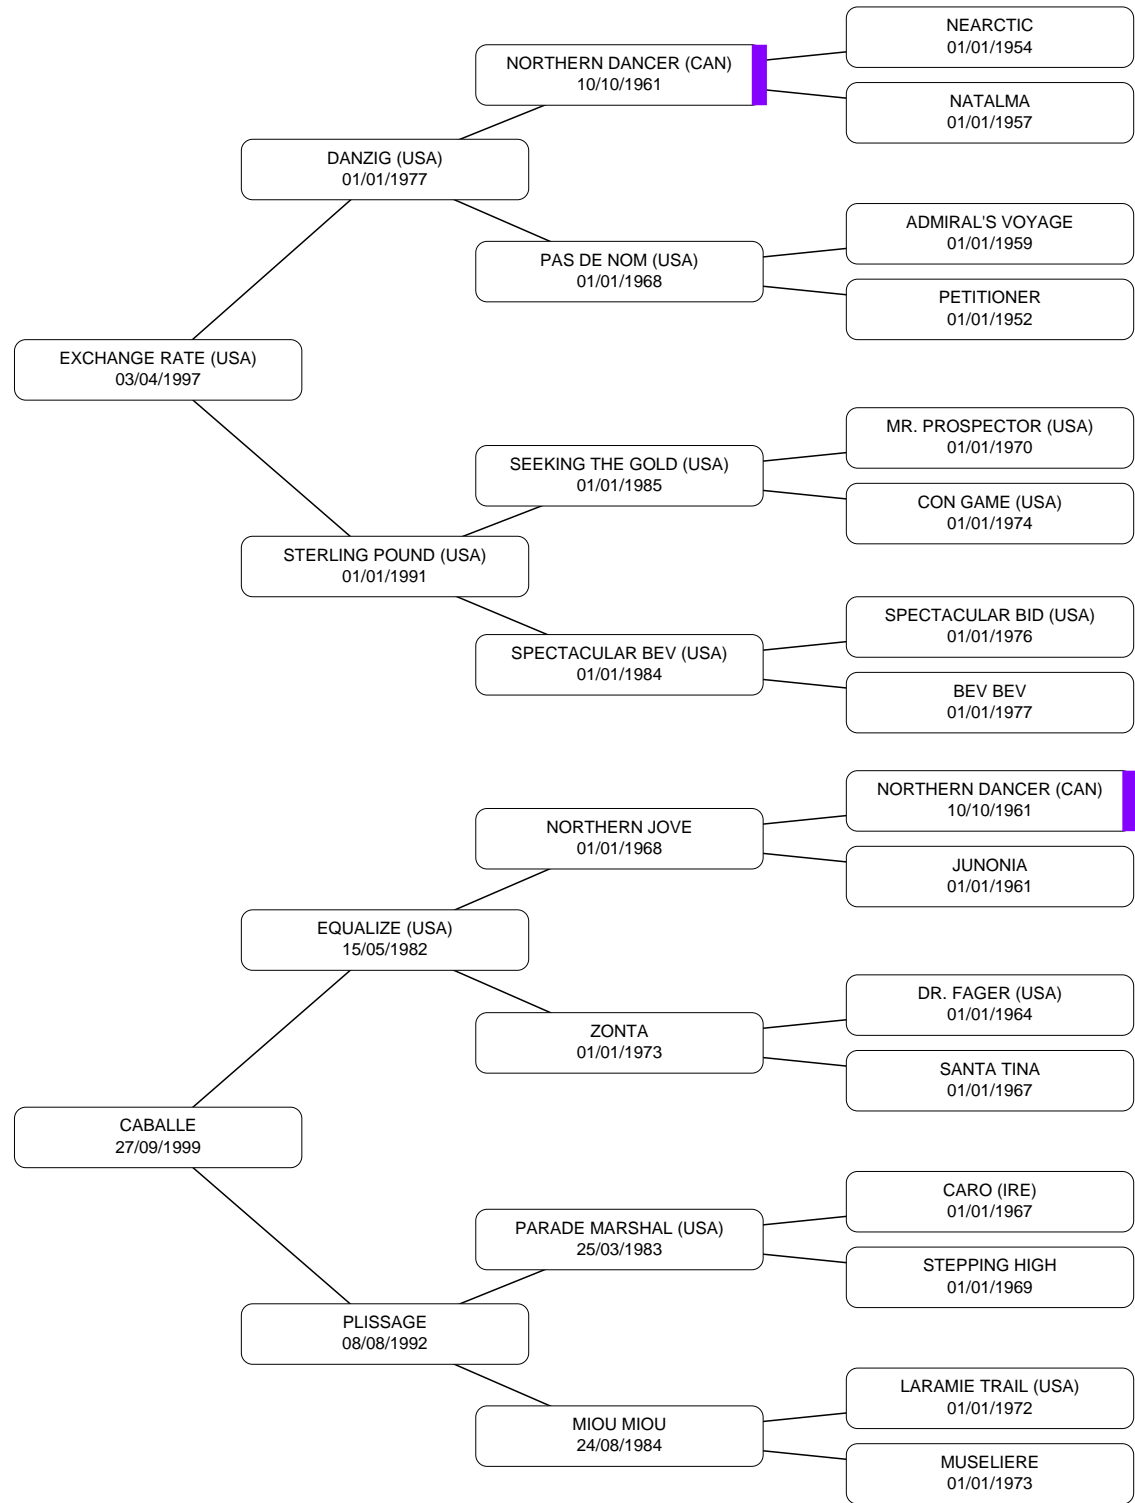 NEARCTIC
01/01/1954
NORTHERN DANCER (CAN)
10/10/1961
NATALMA
01/01/1957
DANZIG (USA)
01/01/1977
ADMIRAL'S VOYAGE
01/01/1959
PAS DE NOM (USA)
01/01/1968
PETITIONER
01/01/1952
EXCHANGE RATE (USA)
03/04/1997
MR. PROSPECTOR (USA)
01/01/1970
SEEKING THE GOLD (USA)
01/01/1985
CON GAME (USA)
01/01/1974
STERLING POUND (USA)
01/01/1991
SPECTACULAR BID (USA)
01/01/1976
SPECTACULAR BEV (USA)
01/01/1984
BEV BEV
01/01/1977
NORTHERN DANCER (CAN)
10/10/1961
NORTHERN JOVE
01/01/1968
JUNONIA
01/01/1961
EQUALIZE (USA)
15/05/1982
DR. FAGER (USA)
01/01/1964
ZONTA
01/01/1973
SANTA TINA
01/01/1967
CABALLE
27/09/1999
CARO (IRE)
01/01/1967
PARADE MARSHAL (USA)
25/03/1983
STEPPING HIGH
01/01/1969
PLISSAGE
08/08/1992
LARAMIE TRAIL (USA)
01/01/1972
MIOU MIOU
24/08/1984
MUSELIERE
01/01/1973